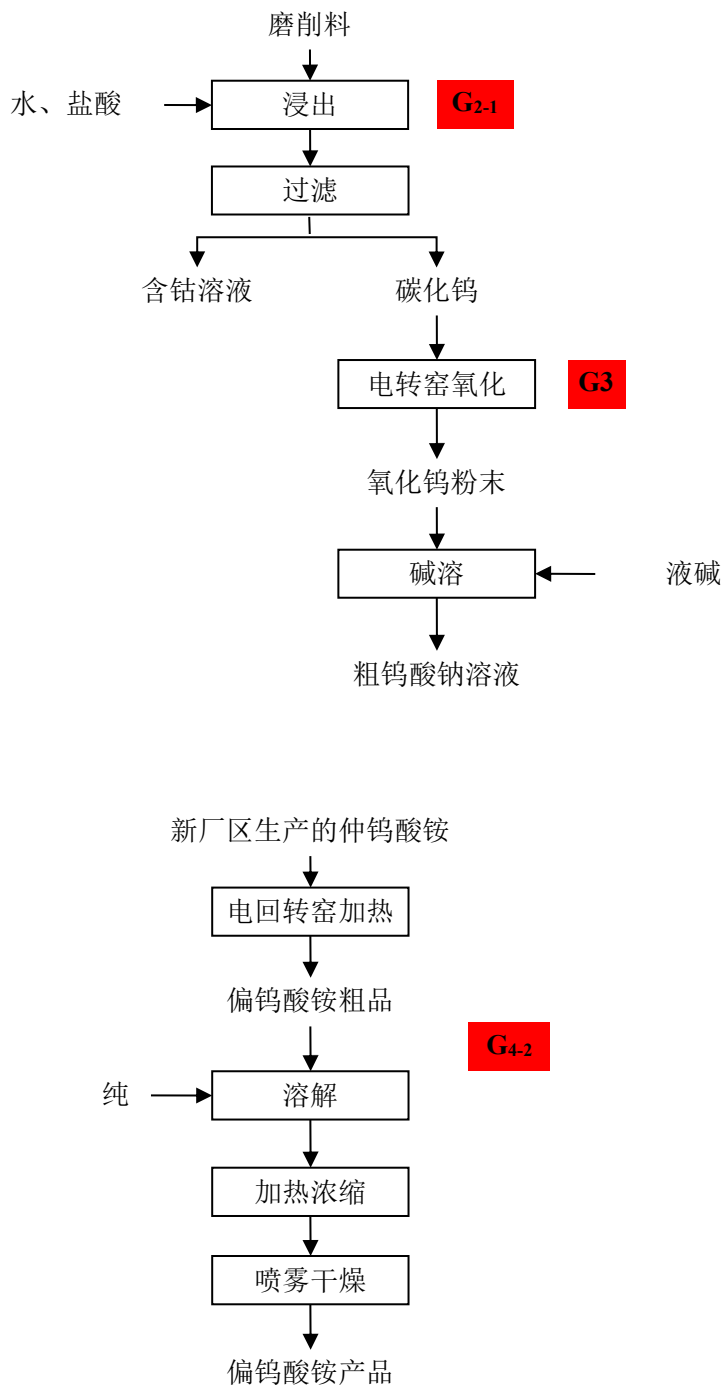 磨削料
水、盐酸
浸出
G2-1
过滤
含钴溶液
碳化钨
电转窑氧化
G3
氧化钨粉末
碱溶
液碱
粗钨酸钠溶液
新厂区生产的仲钨酸铵
电回转窑加热
偏钨酸铵粗品
G4-2
纯
溶解
加热浓缩
喷雾干燥
偏钨酸铵产品